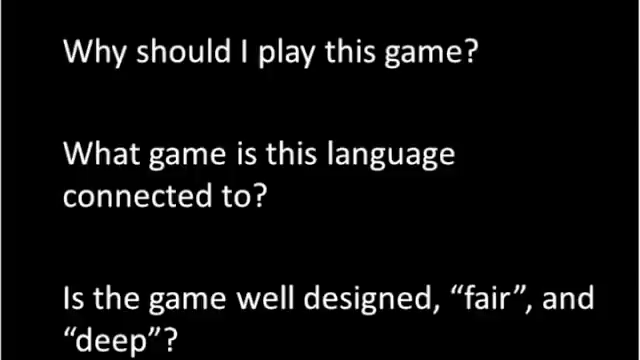 Why should I play this game?
What game is this language
connected to?
Is the game well designed, “fair”, and
“deep”?